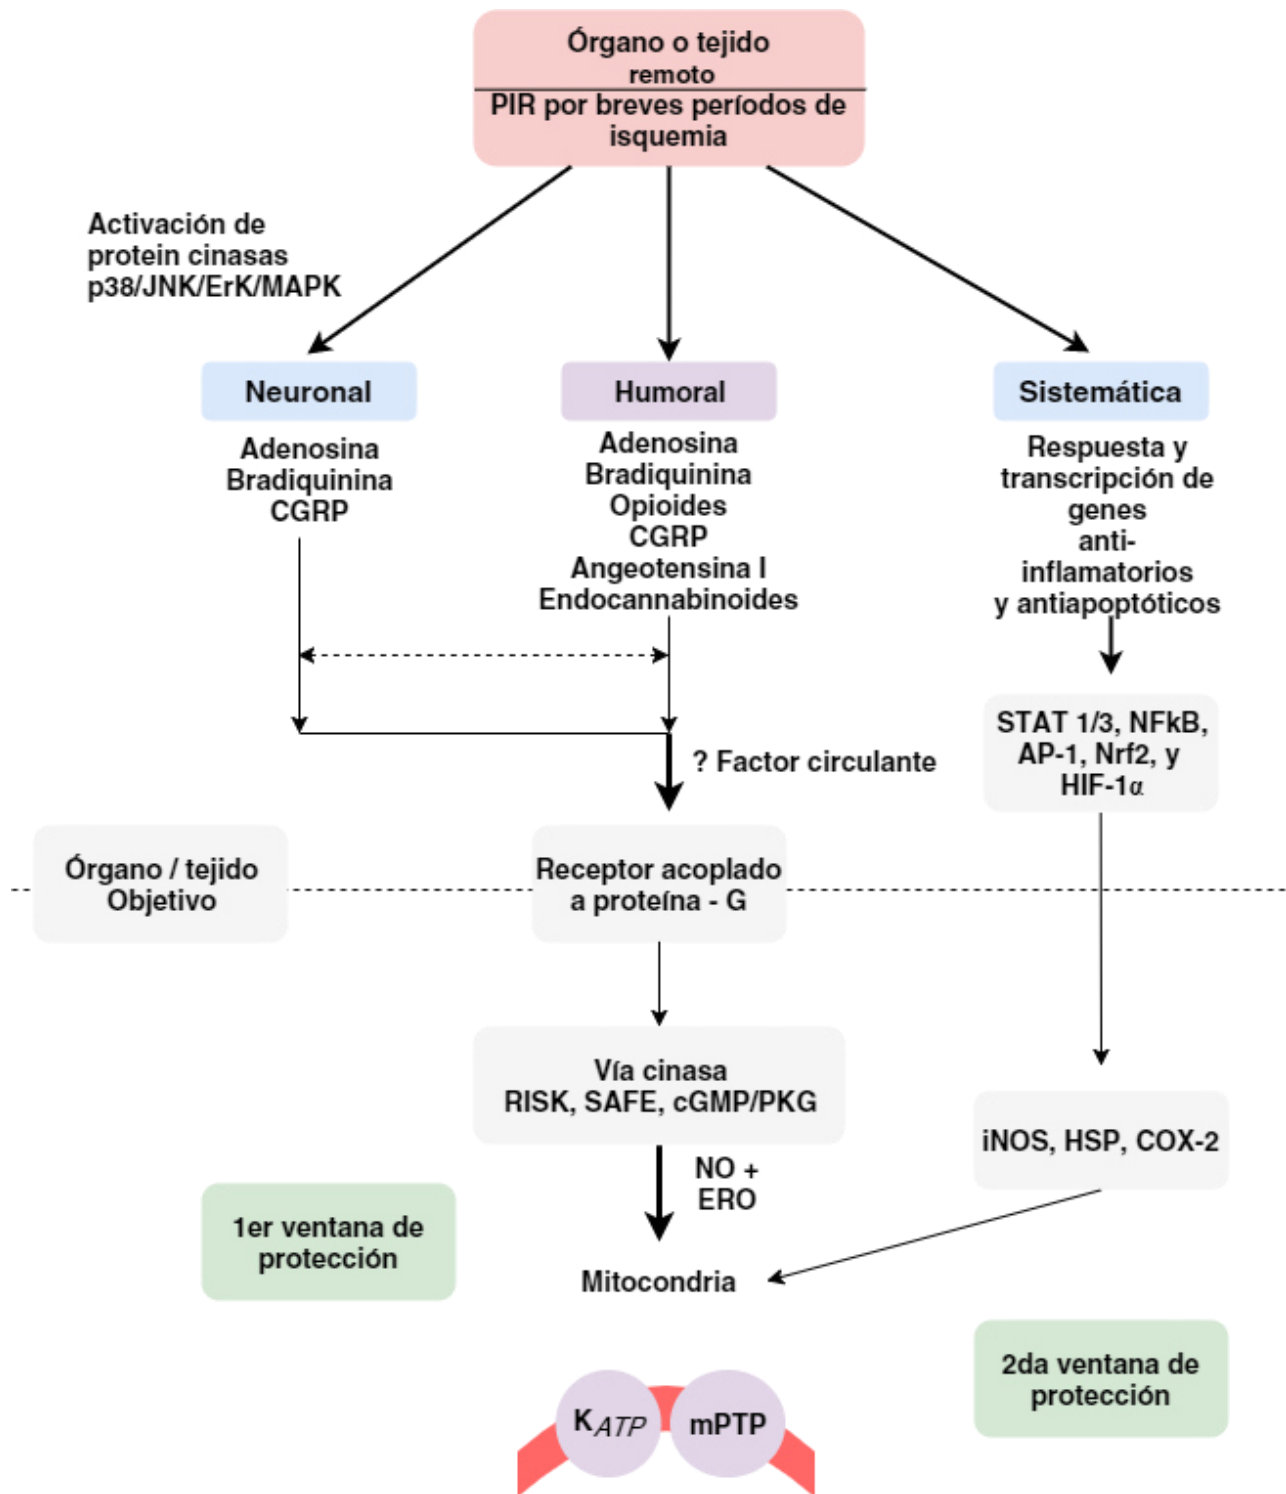 Órgano o tejido
remoto
PIR por breves períodos de
isquemia
Activación de
protein cinasas
p38/JNK/ErK/MAPK
Neuronal
Adenosina
Bradiquinina
CGRP
Humoral
Adenosina
Bradiquinina
Opioides
CGRP
Angeotensina I
Endocannabinoides
Sistemática
Respuesta y
transcripción de
genes
anti-
inflamatorios
y antiapoptóticos
STAT 1/3, NFkB,
AP-1, Nrf2, y
HIF-1α
? Factor circulante
Órgano / tejido
Objetivo
Receptor acoplado
a proteína - G
Vía cinasa
RISK, SAFE, cGMP/PKG
iNOS, HSP, COX-2
NO +
ERO
1er ventana de
protección
Mitocondria
2da ventana de
protección
KATP
mPTP